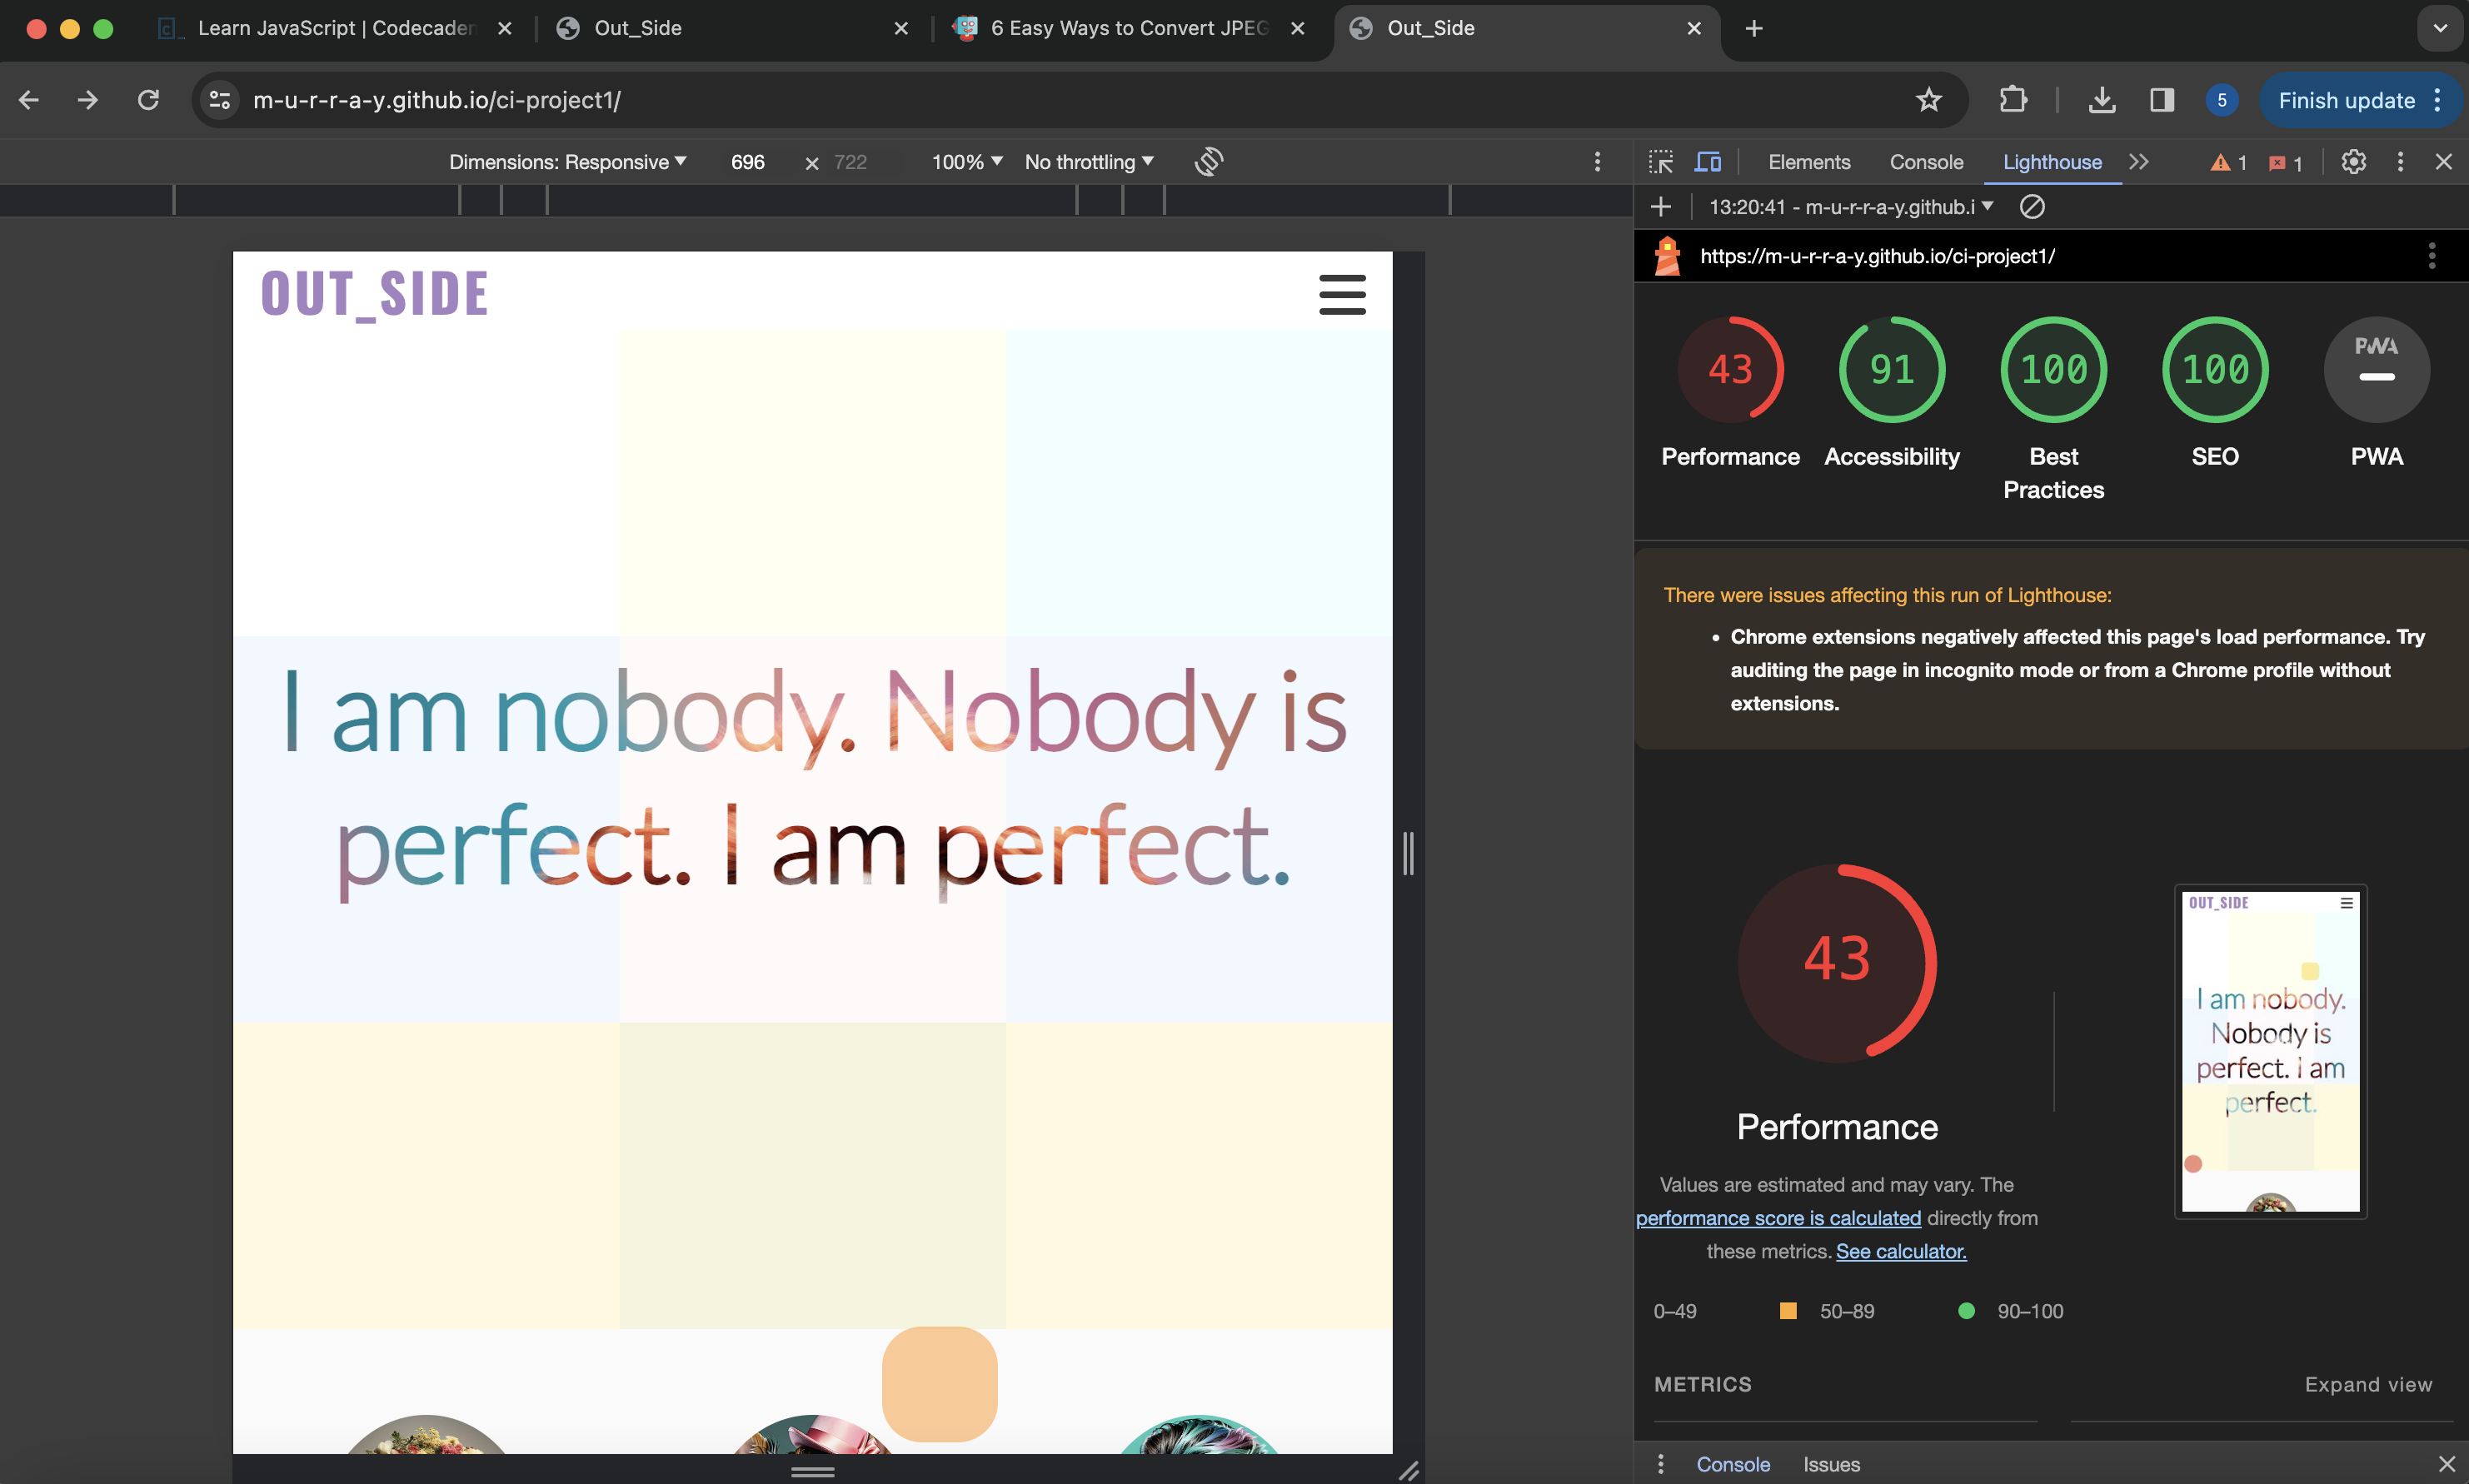 Learn JavaScript | Codecaden
Out_Side
6 Easy Ways to Convert JPEG
Out_Side
m-u-r-r-a-y.github.io/ci-project1/
5
Finish update
Dimensions: Responsive
696
×
722
100%
No throttling
Elements
Console
Lighthouse
1
1
13:20:41 - m-u-r-r-a-y.github.i
https://m-u-r-r-a-y.github.io/ci-project1/
OUT_SIDE
43
91
100
100
PWA
Performance
Accessibility
Best
Practices
SEO
PWA
There were issues affecting this run of Lighthouse:
• Chrome extensions negatively affected this page's load performance. Try
auditing the page in incognito mode or from a Chrome profile without
extensions.
I am nobody. Nobody is
perfect. I am perfect.
43
Performance
Values are estimated and may vary. The
performance score is calculated directly from
these metrics. See calculator.
OUT_SIDE
I am nobody.
Nobody is
perfect. I am
perfect.
0–49
50–89
90–100
METRICS
Expand view
Console
Issues